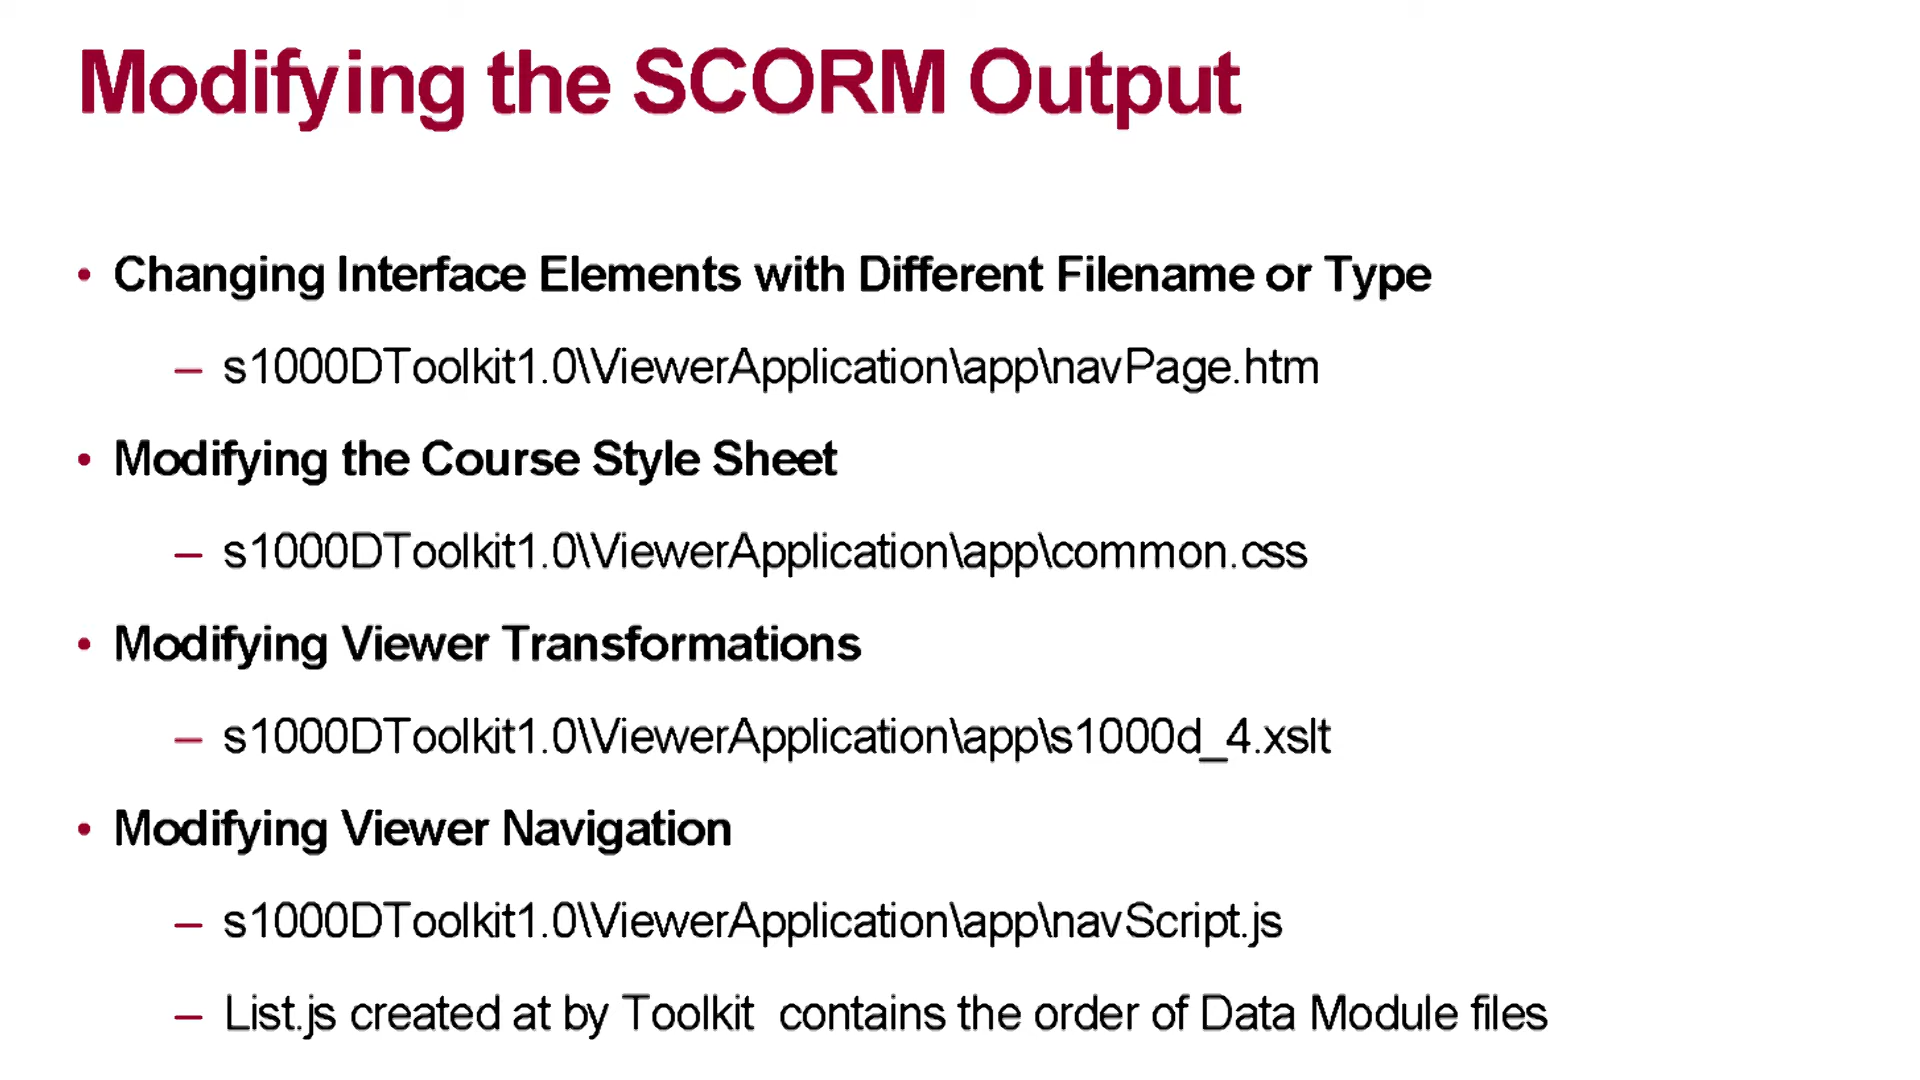 Modifying the SCORM Output
• Changing Interface Elements with Different Filename or Type
– s1000DToolkit1.0\ViewerApplication\app\navPage.htm
• Modifying the Course Style Sheet
– s1000DToolkit1.0\ViewerApplication\app\common.css
• Modifying Viewer Transformations
– s1000DToolkit1.0\ViewerApplication\app\s1000d_4.xslt
• Modifying Viewer Navigation
– s1000DToolkit1.0\ViewerApplication\app\navScript.js
– List.js created at by Toolkit  contains the order of Data Module files